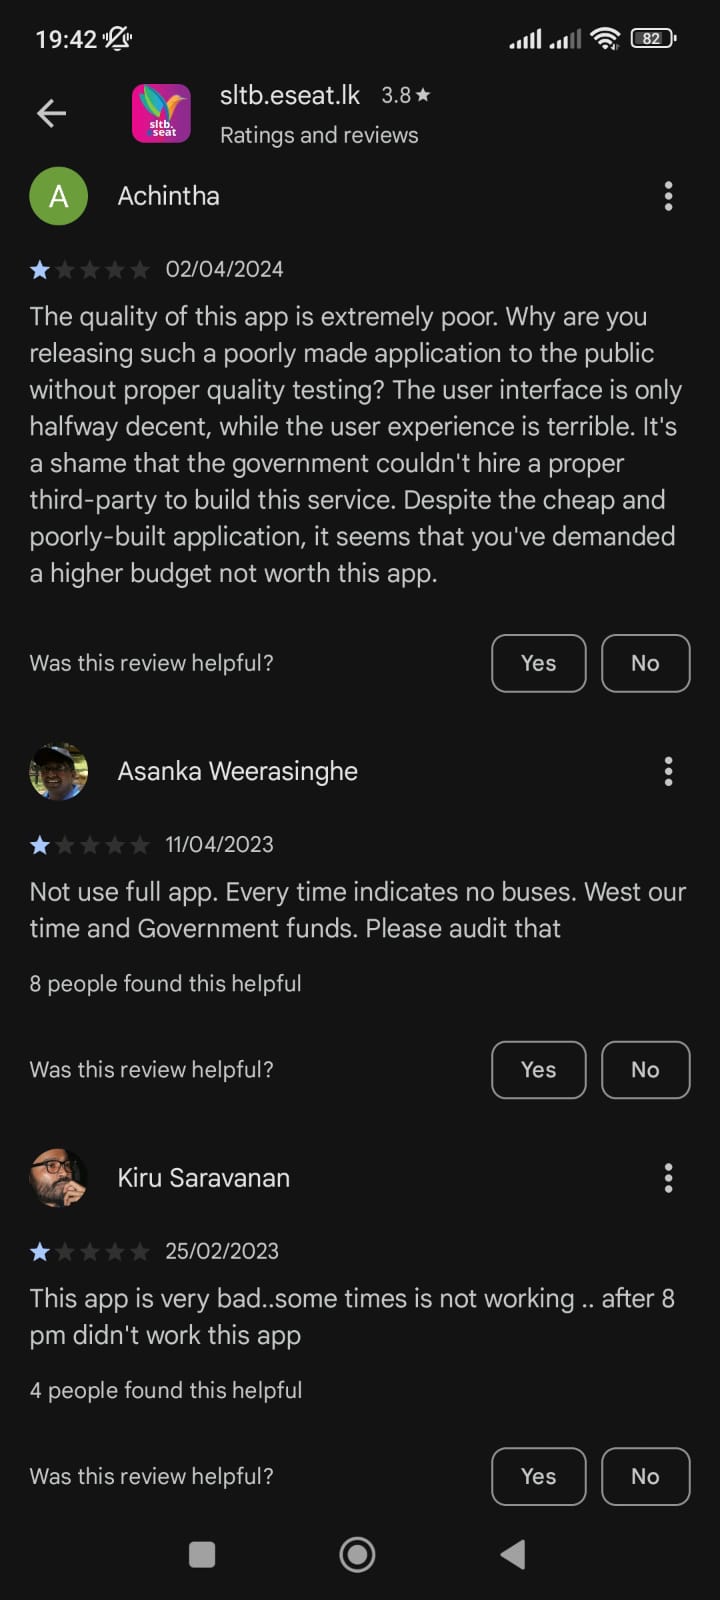 19:42
82
sltb.eseat.lk 3.8★
Ratings and reviews
sltb.
eseat
A Achintha
02/04/2024
The quality of this app is extremely poor. Why are you
releasing such a poorly made application to the public
without proper quality testing? The user interface is only
halfway decent, while the user experience is terrible. It's
a shame that the government couldn't hire a proper
third-party to build this service. Despite the cheap and
poorly-built application, it seems that you've demanded
a higher budget not worth this app.
Was this review helpful? Yes No
Asanka Weerasinghe
11/04/2023
Not use full app. Every time indicates no buses. West our
time and Government funds. Please audit that
8 people found this helpful
Was this review helpful? Yes No
Kiru Saravanan
25/02/2023
This app is very bad..some times is not working .. after 8
pm didn't work this app
4 people found this helpful
Was this review helpful? Yes No